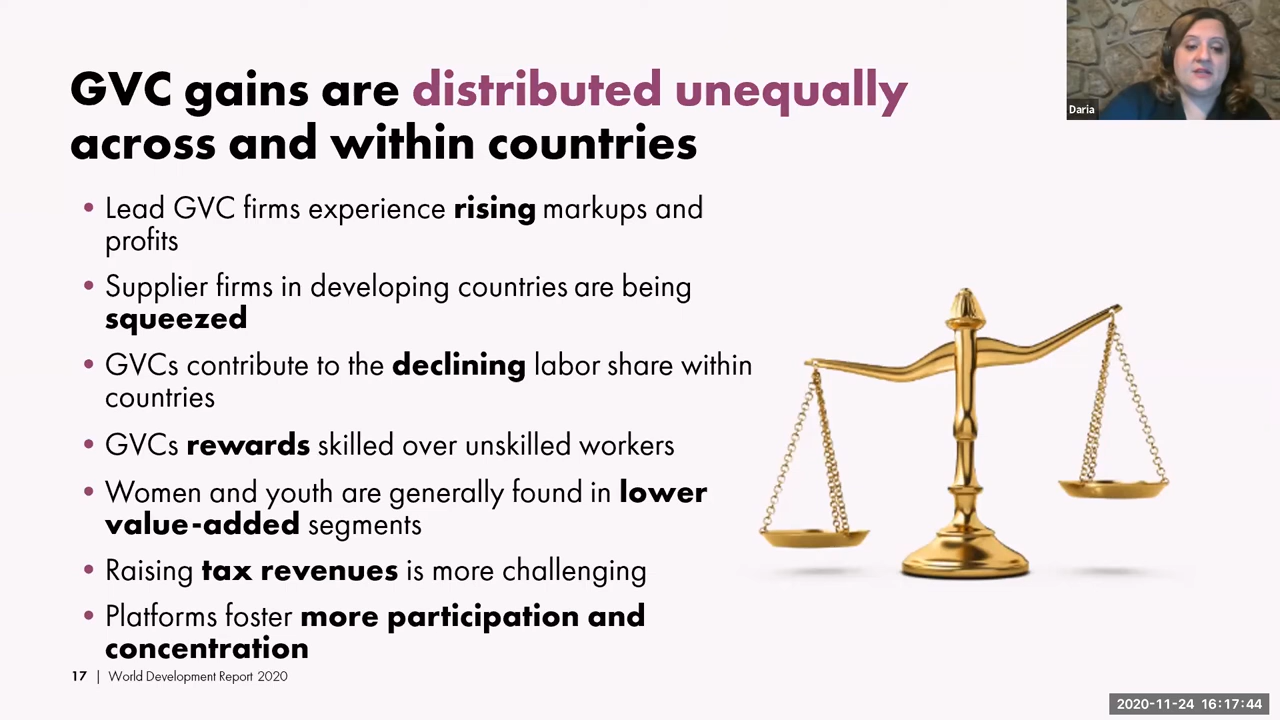 GVC gains are distributed unequally
across and within countries
• Lead GVC firms experience rising markups and
profits
• Supplier firms in developing countries are being
squeezed
• GVCs contribute to the declining labor share within
countries
• GVCs rewards skilled over unskilled workers
• Women and youth are generally found in lower
value-added segments
• Raising tax revenues is more challenging
• Platforms foster more participation and
concentration
17 | World Development Report 2020
Daria
2020-11-24 16:17:44